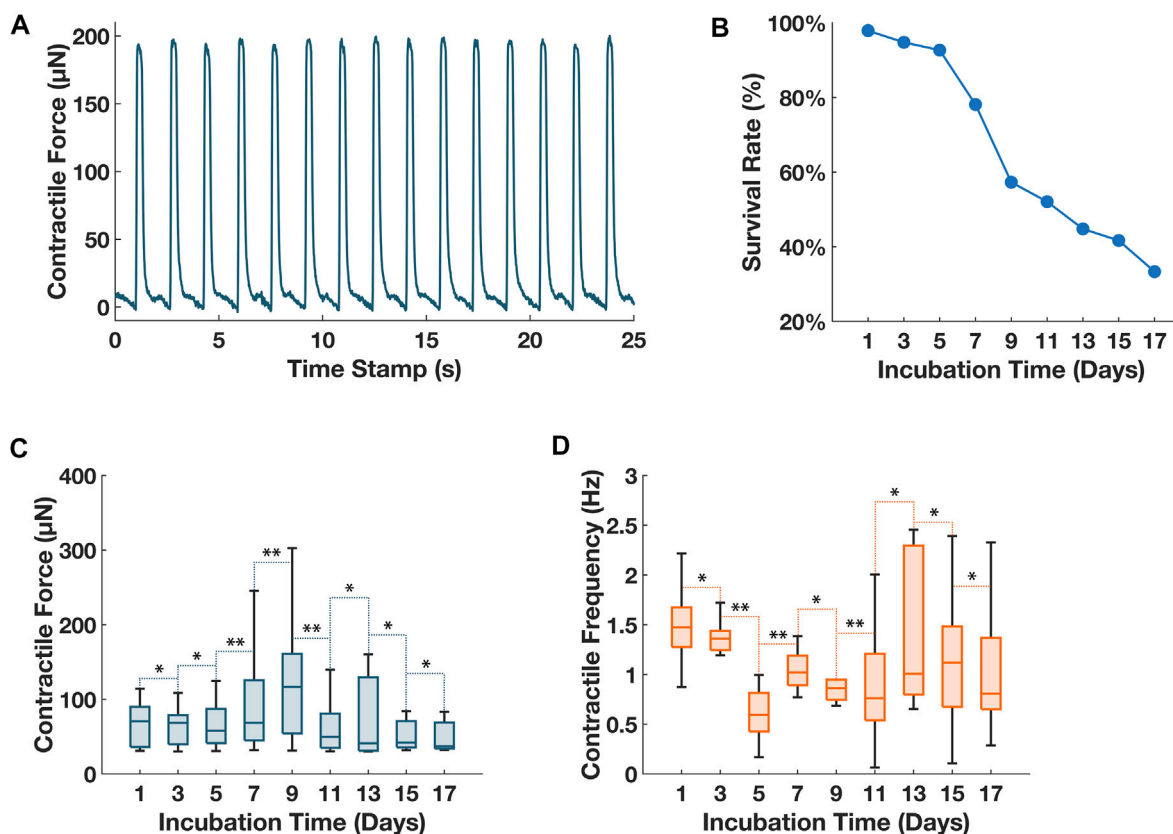 A
Contractile Force (µN)
200
150
100
50
0
0 5 10 15 20 25
Time Stamp (s)
B
Survival Rate (%)
100%
80%
60%
40%
20%
1 3 5 7 9 11 13 15 17
Incubation Time (Days)
C
Contractile Force (µN)
400
300
200
100
0
* * ** ** ** * * *
1 3 5 7 9 11 13 15 17
Incubation Time (Days)
D
Contractile Frequency (Hz)
3
2.5
2
1.5
1
0.5
0
* ** ** * ** * * *
1 3 5 7 9 11 13 15 17
Incubation Time (Days)